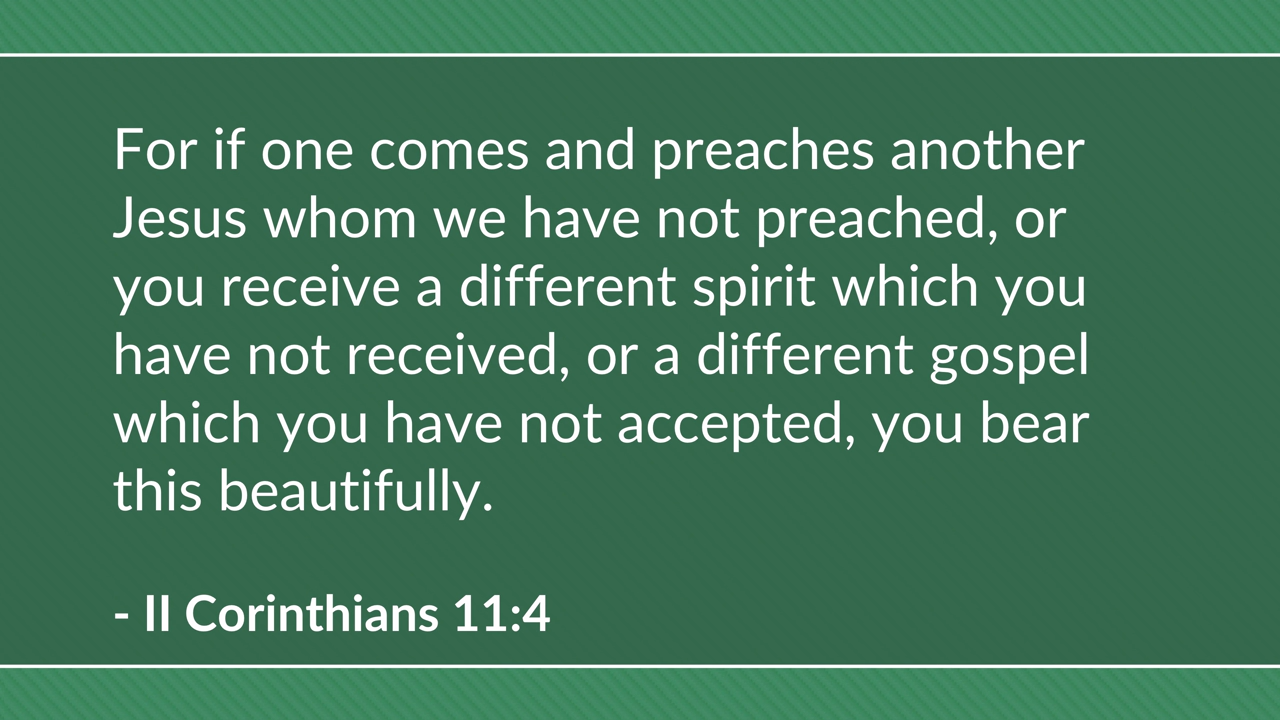 For if one comes and preaches another
Jesus whom we have not preached, or
you receive a different spirit which you
have not received, or a different gospel
which you have not accepted, you bear
this beautifully.
- II Corinthians 11:4